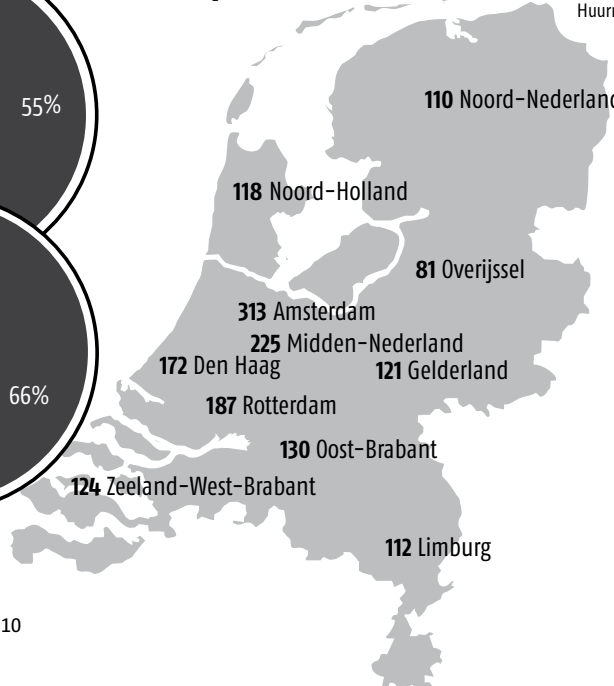 Huurr
55%
110 Noord-Nederland
118 Noord-Holland
81 Overijssel
313 Amsterdam
225 Midden-Nederland
172 Den Haag
121 Gelderland
66%
187 Rotterdam
130 Oost-Brabant
124 Zeeland-West-Brabant
112 Limburg
10